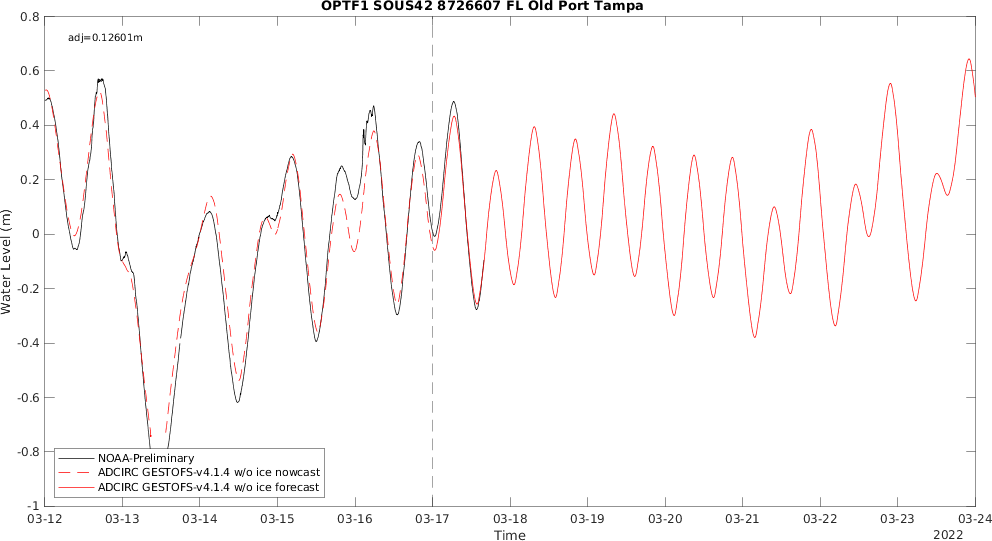 OPTF1 SOUS42 8726607 FL Old Port Tampa
adj=0.12601m
0.8
0.6
0.4
0.2
0
-0.2
-0.4
-0.6
-0.8
-1
Water Level (m)
NOAA-Preliminary
ADCIRC GESTOFS-v4.1.4 w/o ice nowcast
ADCIRC GESTOFS-v4.1.4 w/o ice forecast
03-12 03-13 03-14 03-15 03-16 03-17 03-18 03-19 03-20 03-21 03-22 03-23 03-24
Time
2022